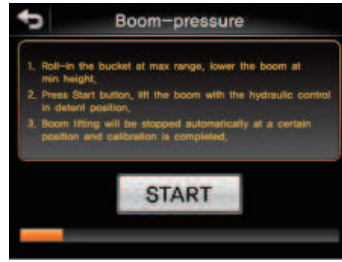 Boom-pressure
1. Roll-in the bucket at max range, lower the boom at
min height.
2. Press Start button, lift the boom with the hydraulic control
in detent position.
3. Boom lifting will be stopped automatically at a certain
position and calibration is completed.
START